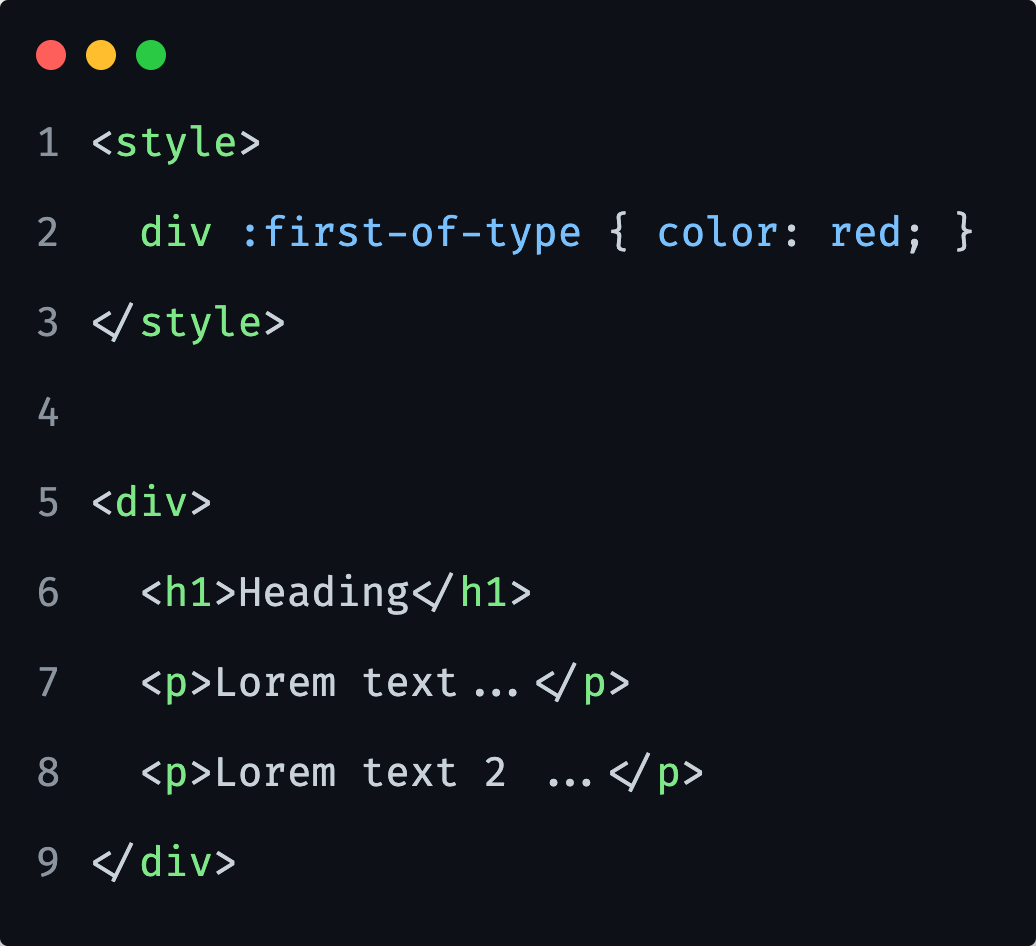 1 <style>
2   div :first-of-type { color: red; }
3 </style>
4
5 <div>
6   <h1>Heading</h1>
7   <p>Lorem text...</p>
8   <p>Lorem text 2 ...</p>
9 </div>